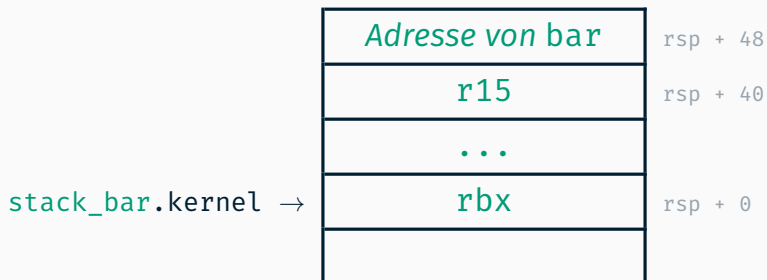 Adresse von bar rsp + 48
r15 rsp + 40
...
stack_bar.kernel → rbx rsp + 0